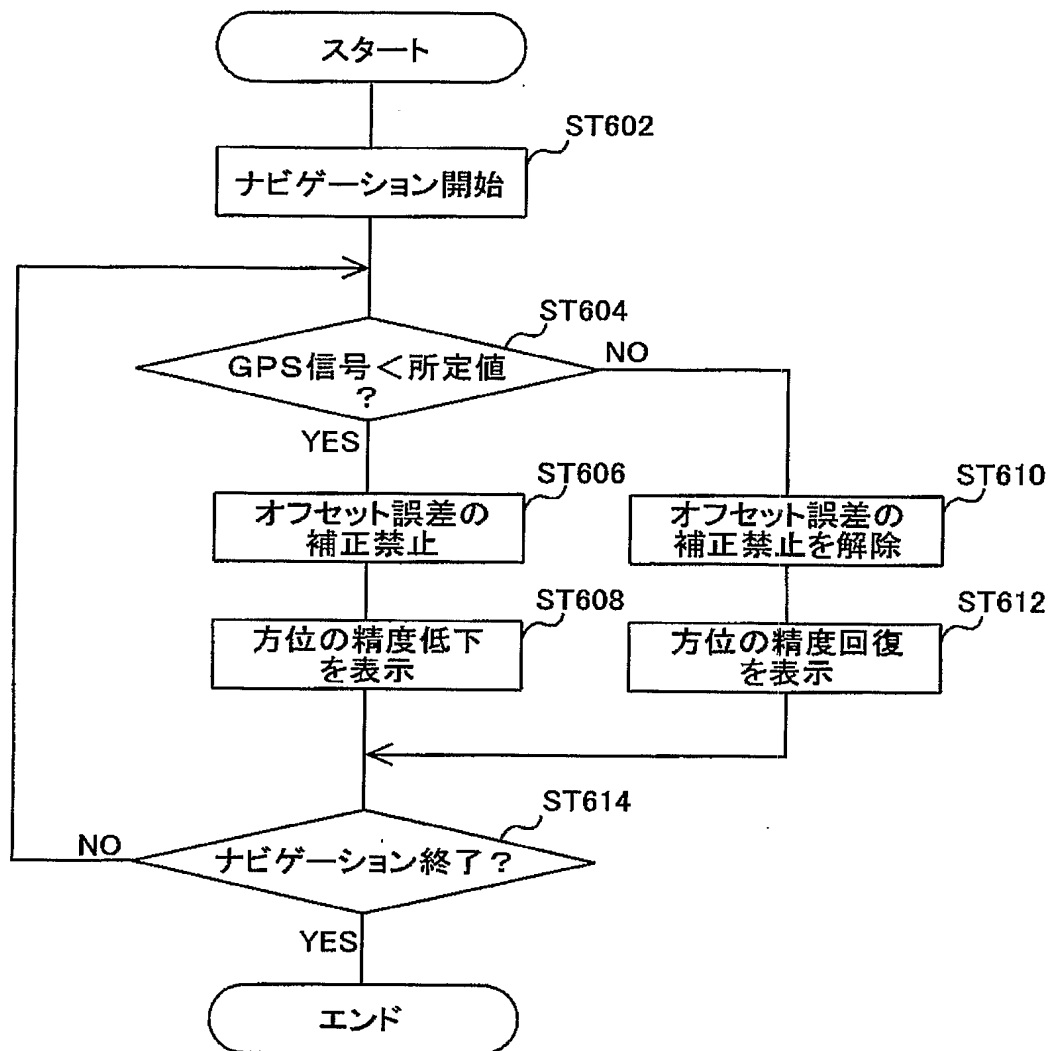 スタート
ST602
ナビゲーション開始
ST604
GPS信号<所定値
?
NO
YES
ST606
オフセット誤差の
補正禁止
ST610
オフセット誤差の
補正禁止を解除
ST608
方位の精度低下
を表示
ST612
方位の精度回復
を表示
ST614
ナビゲーション終了?
NO
YES
エンド